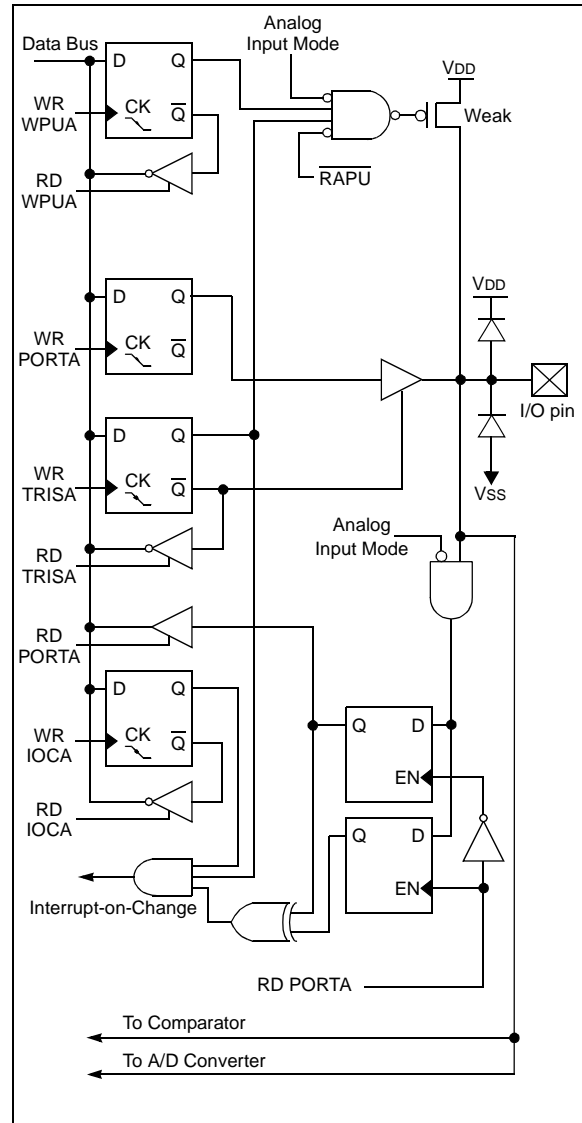 Analog
Input Mode
Data Bus
D Q
VDD
WR
WPUA
CK
Q
Weak
RD
WPUA
RAPU
D Q
VDD
WR
PORTA
CK
Q
I/O pin
D Q
WR
TRISA
CK
Q
VSS
Analog
Input Mode
RD
TRISA
RD
PORTA
D Q
Q D
WR
IOCA
CK
Q
EN
RD
IOCA
Q D
Interrupt-on-Change
EN
RD PORTA
To Comparator
To A/D Converter